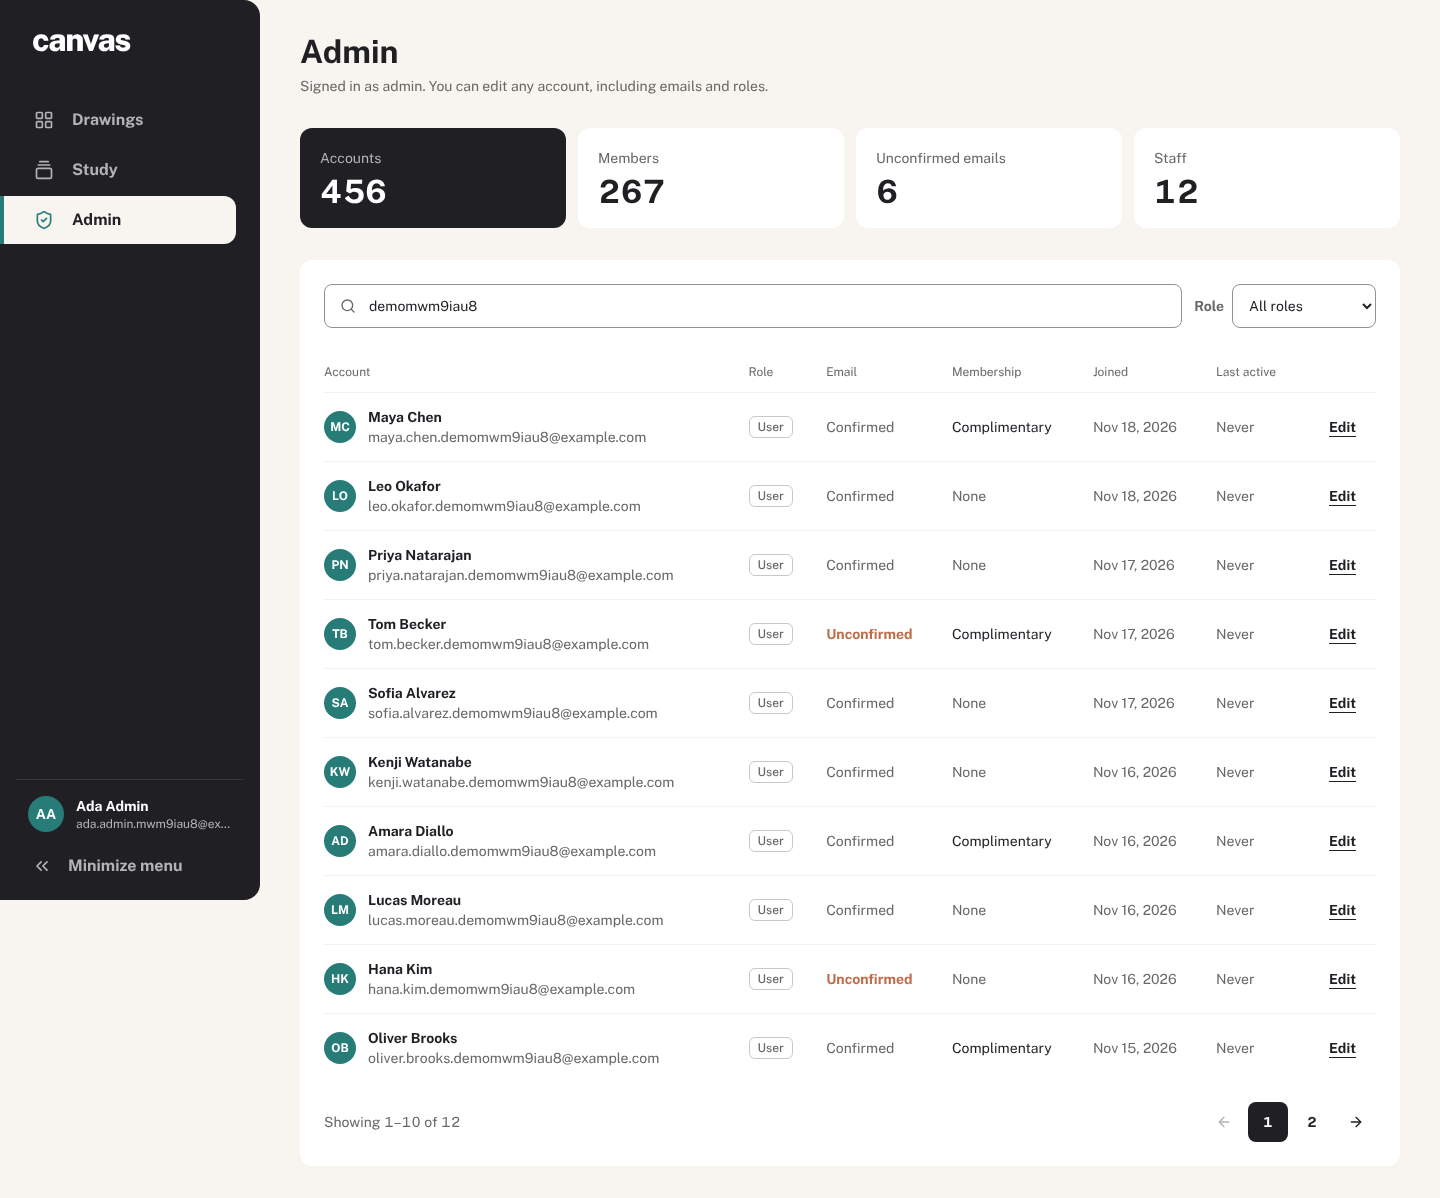 canvas
Drawings
Study
Admin
Ada Admin
ada.admin.mwm9iau8@ex...
Minimize menu
Admin
Signed in as admin. You can edit any account, including emails and roles.
Accounts
456
Members
267
Unconfirmed emails
6
Staff
12
demomwm9iau8
Role
All roles
Account Role Email Membership Joined Last active
MC Maya Chen
maya.chen.demomwm9iau8@example.com
User Confirmed Complimentary Nov 18, 2026 Never Edit
LO Leo Okafor
leo.okafor.demomwm9iau8@example.com
User Confirmed None Nov 18, 2026 Never Edit
PN Priya Natarajan
priya.natarajan.demomwm9iau8@example.com
User Confirmed None Nov 17, 2026 Never Edit
TB Tom Becker
tom.becker.demomwm9iau8@example.com
User Unconfirmed Complimentary Nov 17, 2026 Never Edit
SA Sofia Alvarez
sofia.alvarez.demomwm9iau8@example.com
User Confirmed None Nov 17, 2026 Never Edit
KW Kenji Watanabe
kenji.watanabe.demomwm9iau8@example.com
User Confirmed None Nov 16, 2026 Never Edit
AD Amara Diallo
amara.diallo.demomwm9iau8@example.com
User Confirmed Complimentary Nov 16, 2026 Never Edit
LM Lucas Moreau
lucas.moreau.demomwm9iau8@example.com
User Confirmed None Nov 16, 2026 Never Edit
HK Hana Kim
hana.kim.demomwm9iau8@example.com
User Unconfirmed None Nov 16, 2026 Never Edit
OB Oliver Brooks
oliver.brooks.demomwm9iau8@example.com
User Confirmed Complimentary Nov 15, 2026 Never Edit
Showing 1–10 of 12
1 2
AA